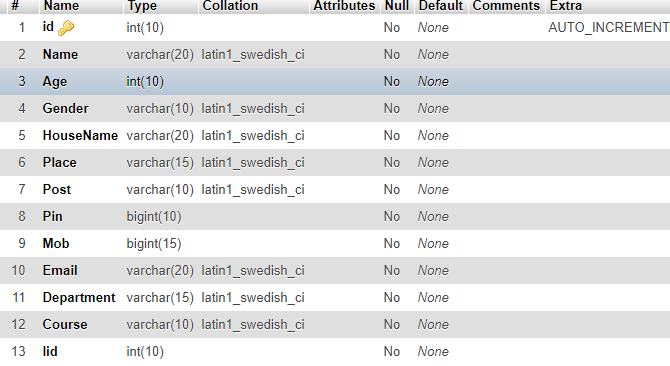 # Name Type Collation Attributes Null Default Comments Extra
1 id int(10) No None AUTO_INCREMENT
2 Name varchar(20) latin1_swedish_ci No None
3 Age int(10) No None
4 Gender varchar(10) latin1_swedish_ci No None
5 HouseName varchar(20) latin1_swedish_ci No None
6 Place varchar(15) latin1_swedish_ci No None
7 Post varchar(10) latin1_swedish_ci No None
8 Pin bigint(10) No None
9 Mob bigint(15) No None
10 Email varchar(20) latin1_swedish_ci No None
11 Department varchar(15) latin1_swedish_ci No None
12 Course varchar(10) latin1_swedish_ci No None
13 lid int(10) No None